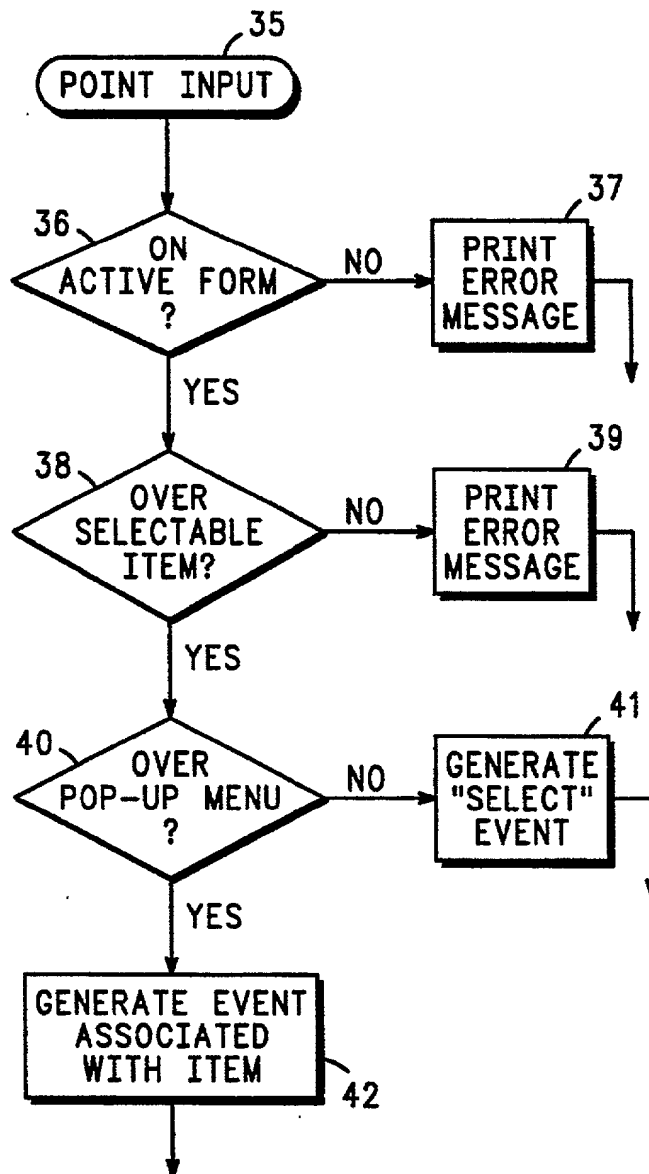 35
POINT INPUT
36
ON
ACTIVE FORM
?
NO
37
PRINT
ERROR
MESSAGE
YES
38
OVER
SELECTABLE
ITEM?
NO
39
PRINT
ERROR
MESSAGE
YES
40
OVER
POP-UP MENU
?
NO
41
GENERATE
"SELECT"
EVENT
YES
GENERATE EVENT
ASSOCIATED
WITH ITEM
42